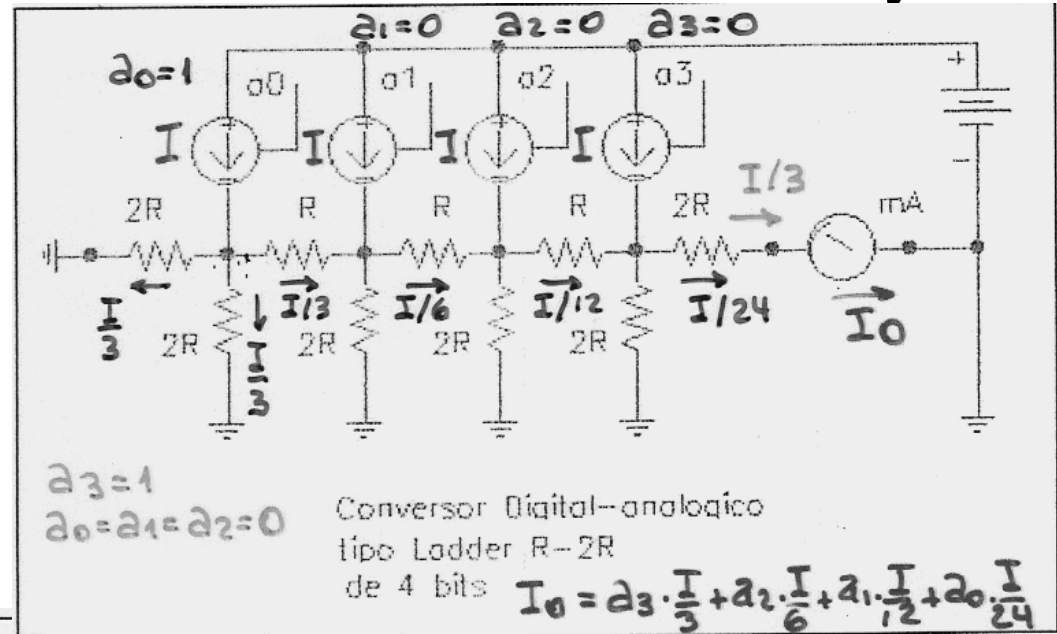 a1=0 a2=0 a3=0
a0=1
a0 a1 a2 a3
+
I I I I
-
I/3
2R R R R 2R mA
I/3 I/3 I/6 I/12 I/24 I0
2R I/3 2R 2R 2R
a3=1
a0=a1=a2=0
Conversor Digital-analogico
tipo Ladder R-2R
de 4 bits
I0 = a3·I/3 + a2·I/6 + a1·I/12 + a0·I/24